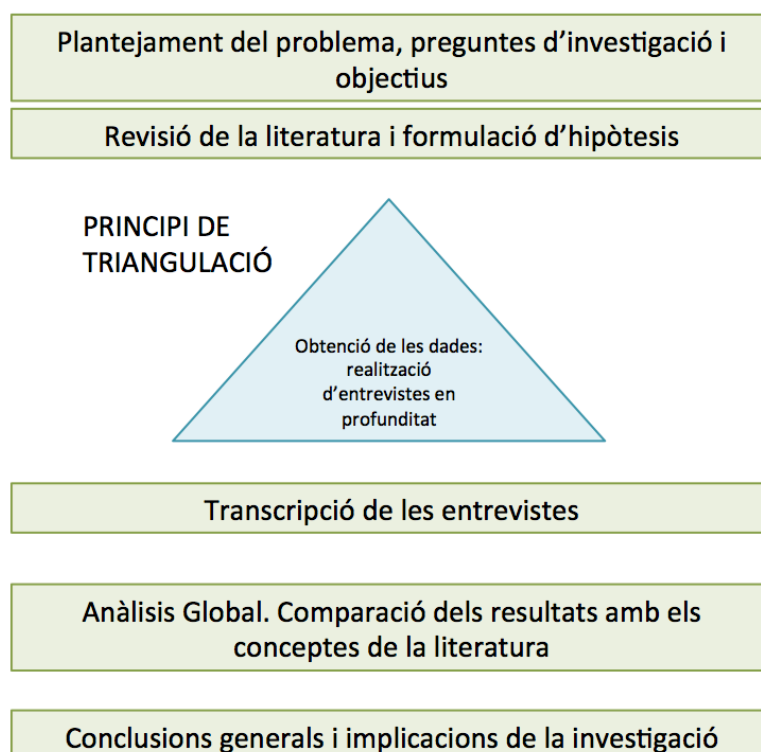 Plantejament del problema, preguntes d’investigació i
objectius
Revisió de la literatura i formulació d’hipòtesis
PRINCIPI DE
TRIANGULACIÓ
Obtenció de les dades:
realització
d’entrevistes en
profunditat
Transcripció de les entrevistes
Anàlisis Global. Comparació dels resultats amb els
conceptes de la literatura
Conclusions generals i implicacions de la investigació